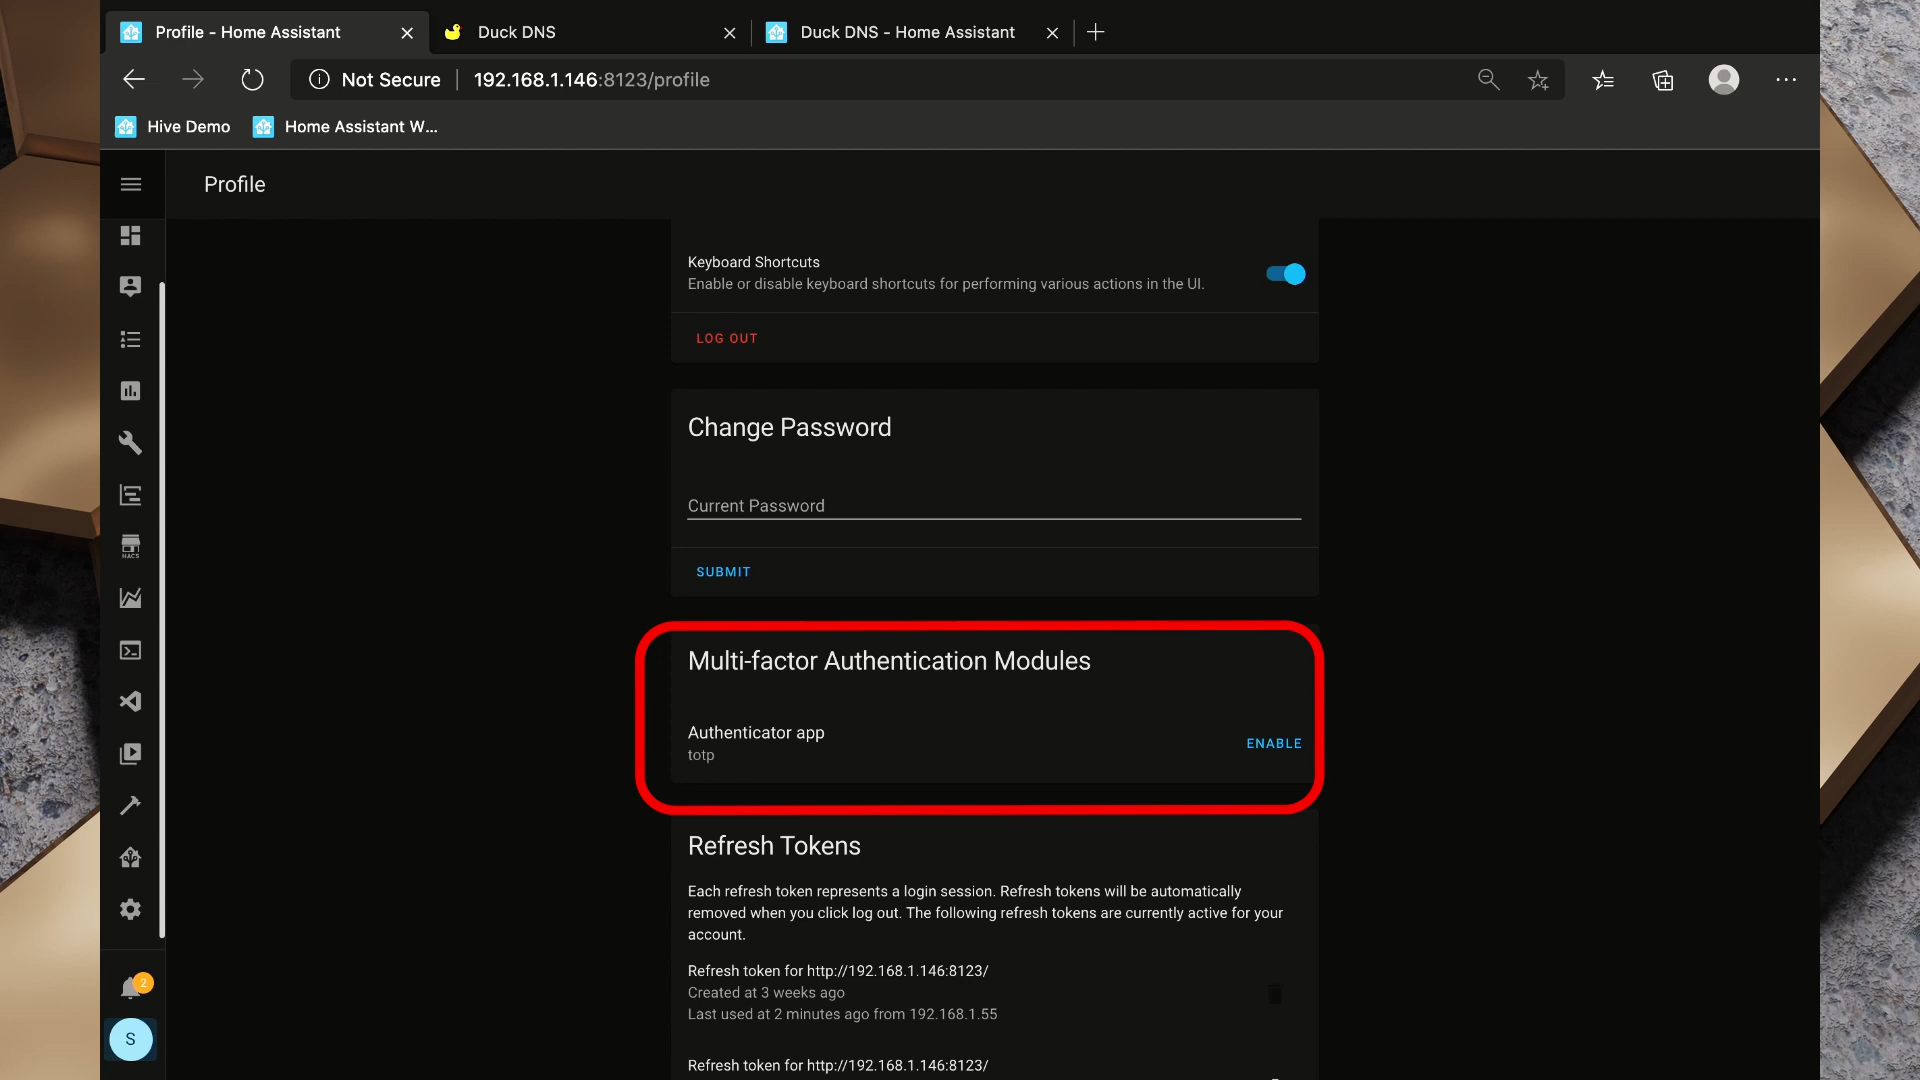 Profile - Home Assistant
Duck DNS
Duck DNS - Home Assistant
Not Secure
192.168.1.146:8123/profile
Hive Demo
Home Assistant W...
Profile
Keyboard Shortcuts
Enable or disable keyboard shortcuts for performing various actions in the UI.
LOG OUT
Change Password
Current Password
SUBMIT
HACS
Multi-factor Authentication Modules
Authenticator app
totp
ENABLE
Refresh Tokens
Each refresh token represents a login session. Refresh tokens will be automatically
removed when you click log out. The following refresh tokens are currently active for your
account.
Refresh token for http://192.168.1.146:8123/
Created at 3 weeks ago
Last used at 2 minutes ago from 192.168.1.55
2
S
Refresh token for http://192.168.1.146:8123/